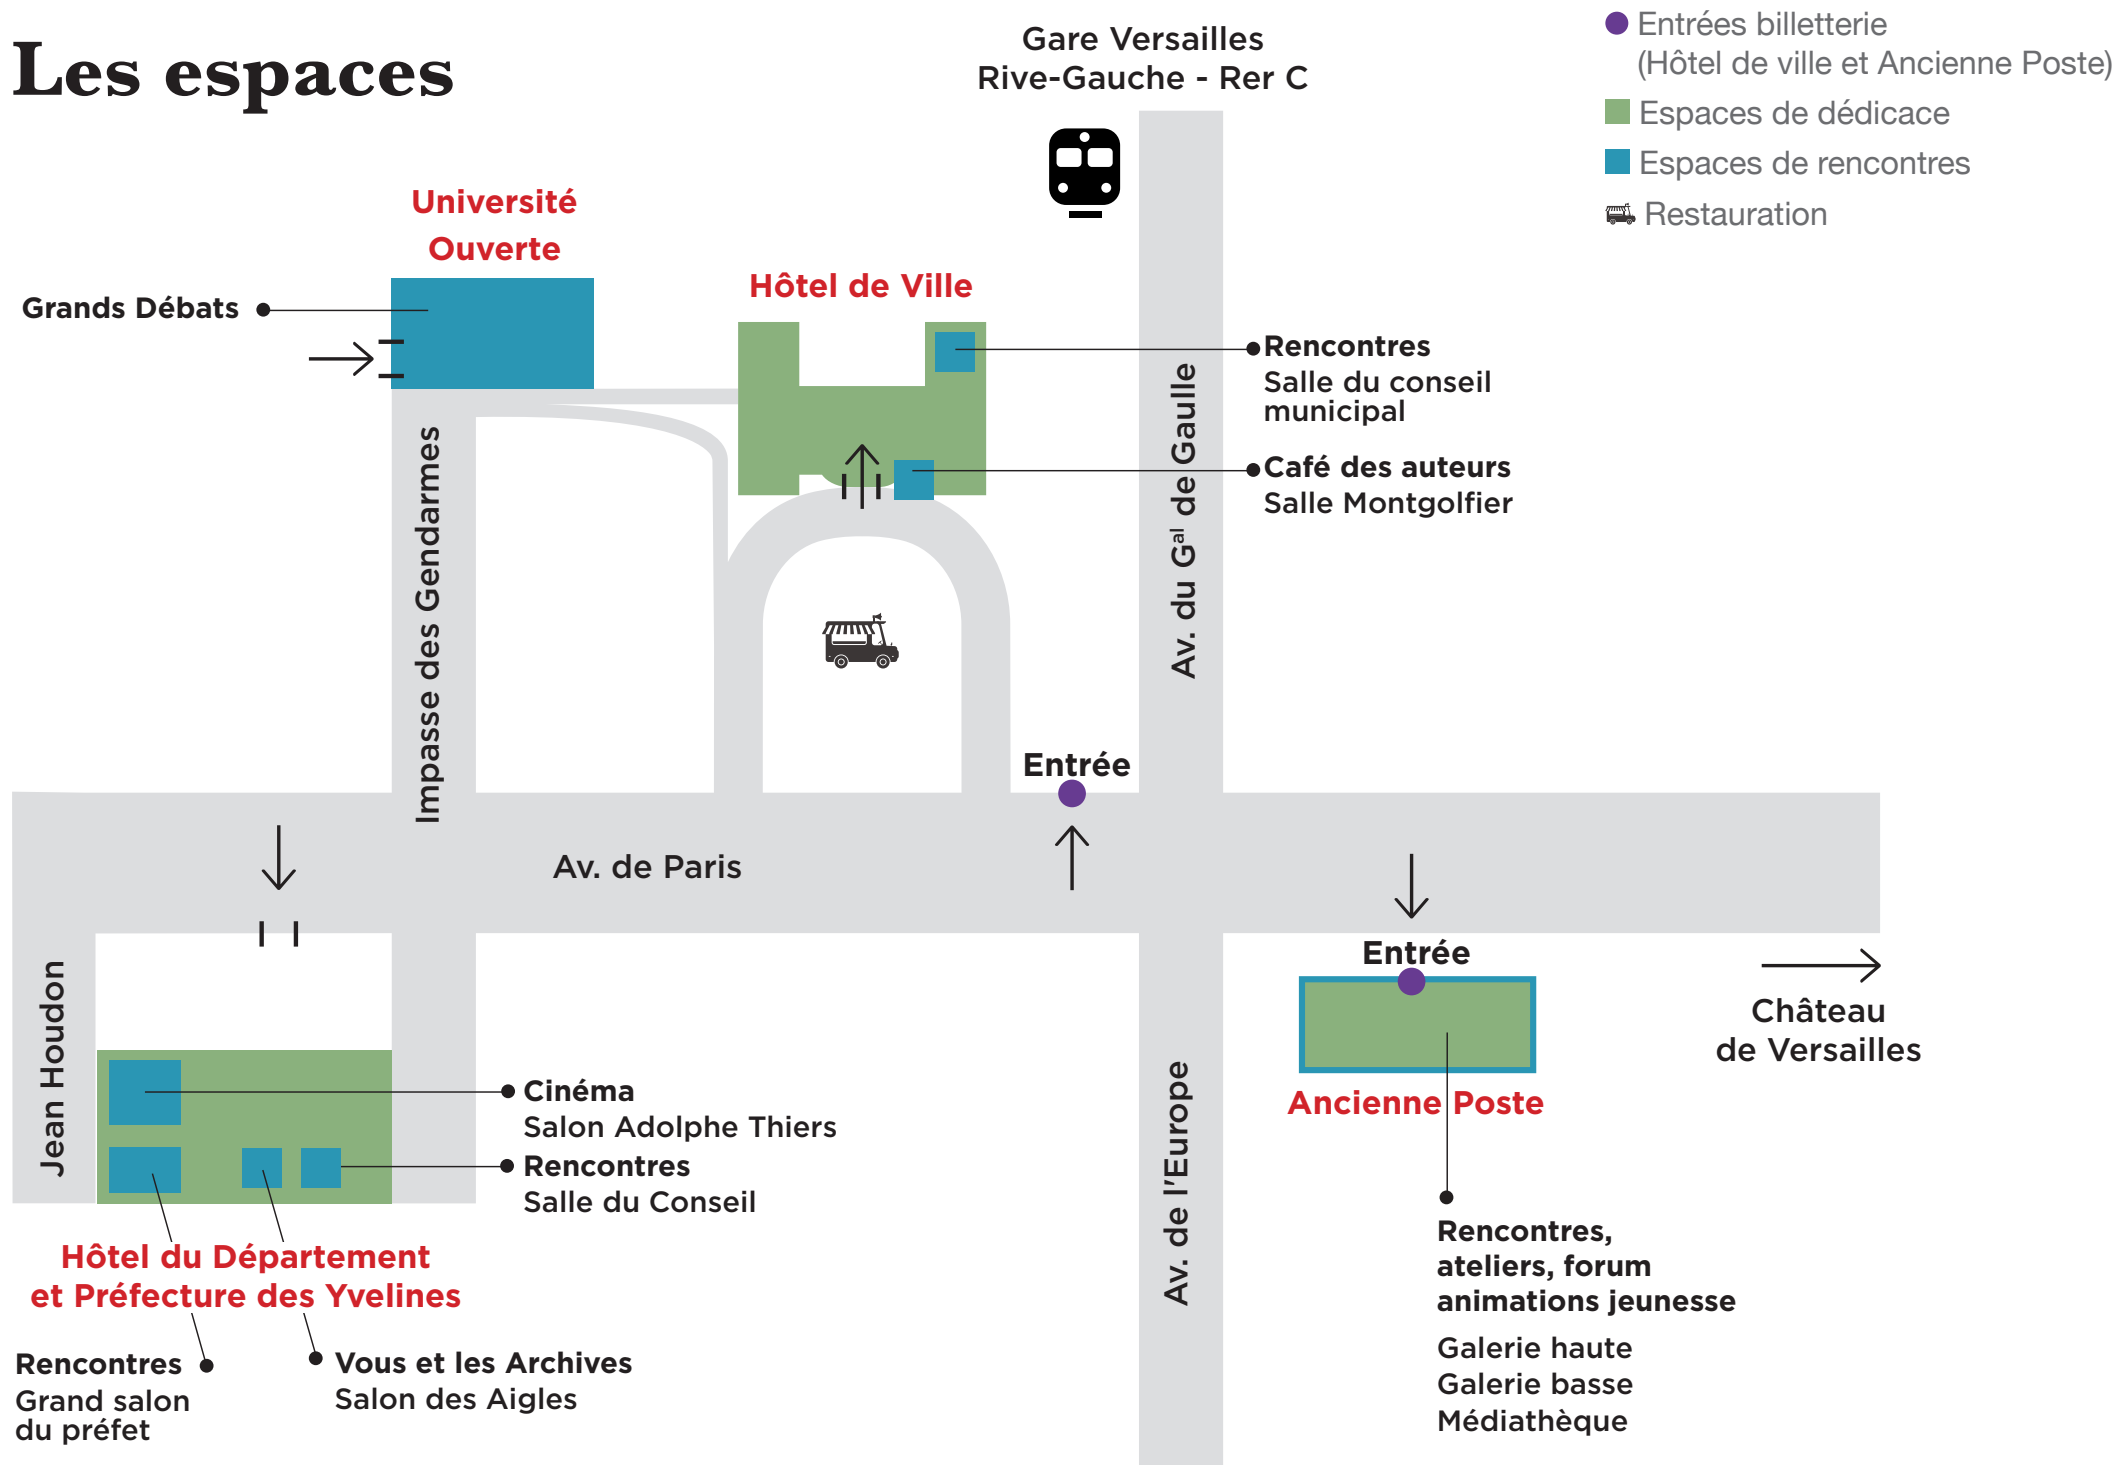 Les espaces
Gare Versailles
Rive-Gauche - Rer C
Entrées billetterie
(Hôtel de ville et Ancienne Poste)
Espaces de dédicace
Espaces de rencontres
Restauration
Université
Ouverte
Grands Débats
Hôtel de Ville
Rencontres
Salle du conseil
municipal
Café des auteurs
Salle Montgolfier
Av. du Gal de Gaulle
Impasse des Gendarmes
Entrée
Av. de Paris
Entrée
Château
de Versailles
Ancienne Poste
Jean Houdon
Cinéma
Salon Adolphe Thiers
Rencontres
Salle du Conseil
Av. de l'Europe
Hôtel du Département
et Préfecture des Yvelines
Rencontres
Grand salon
du préfet
Vous et les Archives
Salon des Aigles
Rencontres,
ateliers, forum
animations jeunesse
Galerie haute
Galerie basse
Médiathèque